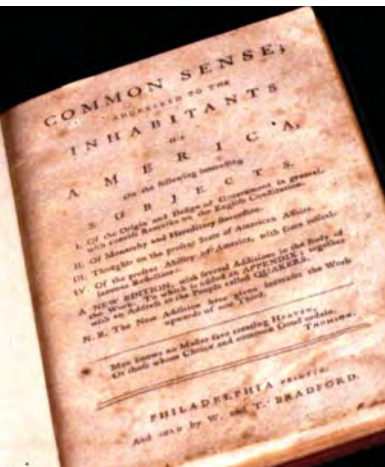 COMMON SENSE;
ADDRESSED TO THE
INHABITANTS
OF
AMERICA,
On the following interesting
SUBJECTS.
I. Of the Origin and Design of Government in general,
with concise Remarks on the English Constitution.
II. Of Monarchy and Hereditary Succession.
III. Thoughts on the present State of American Affairs.
IV. Of the present Ability of America, with some miscel-
laneous Reflections.
A NEW EDITION, with several Additions in the Body of
the Work. To which is added an APPENDIX; together
with an Address to the People called QUAKERS.
N. B. The New Addition here given increases the Work
upwards of one Third.
Man knows no Master save creating HEAVEN,
Or those whom Choice and common Good ordain.
THOMSON.
PHILADELPHIA PRINTED.
And sold by W. and T. BRADFORD.